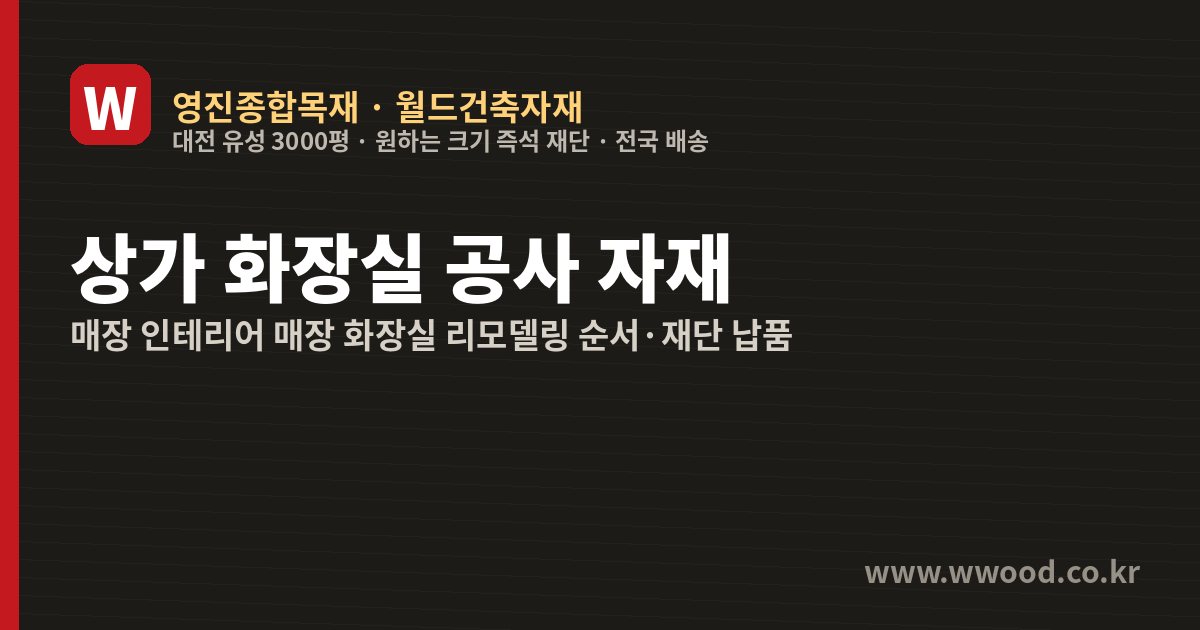 W
영진종합목재 · 월드건축자재
대전 유성 3000평 · 원하는 크기 즉석 재단 · 전국 배송
상가 화장실 공사 자재
매장 인테리어 매장 화장실 리모델링 순서·재단 납품
www.wwood.co.kr